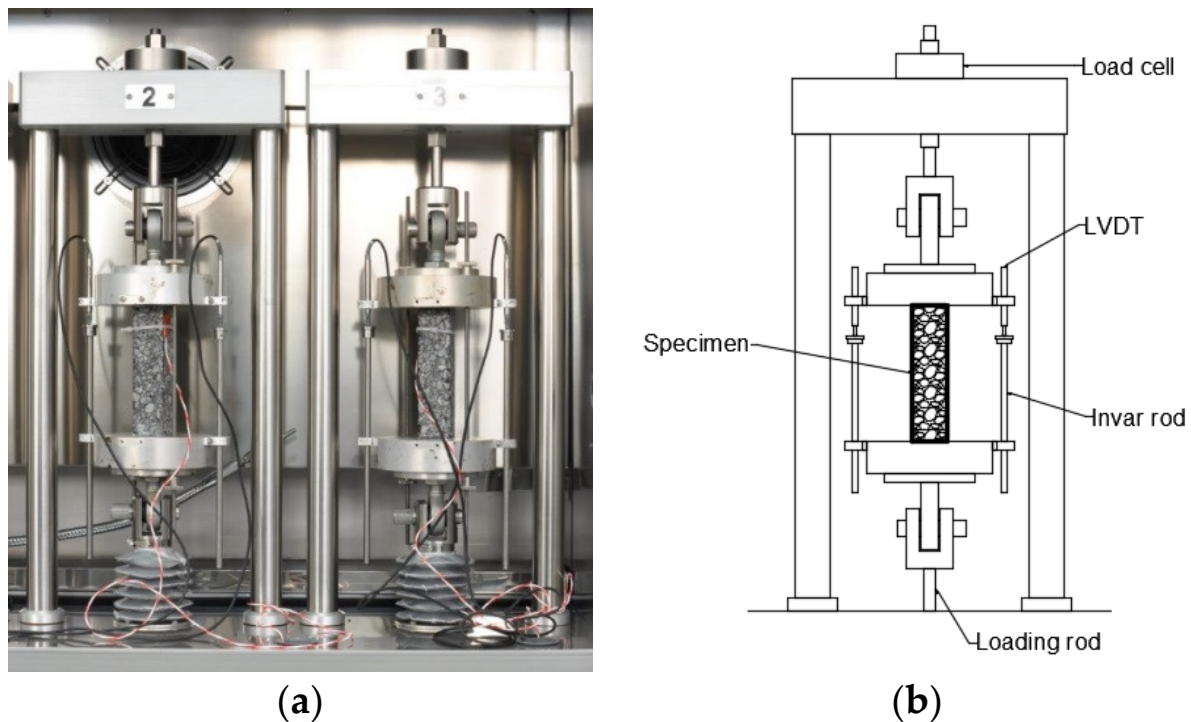 2
3
Load cell
LVDT
Specimen
Invar rod
Loading rod
(a)
(b)